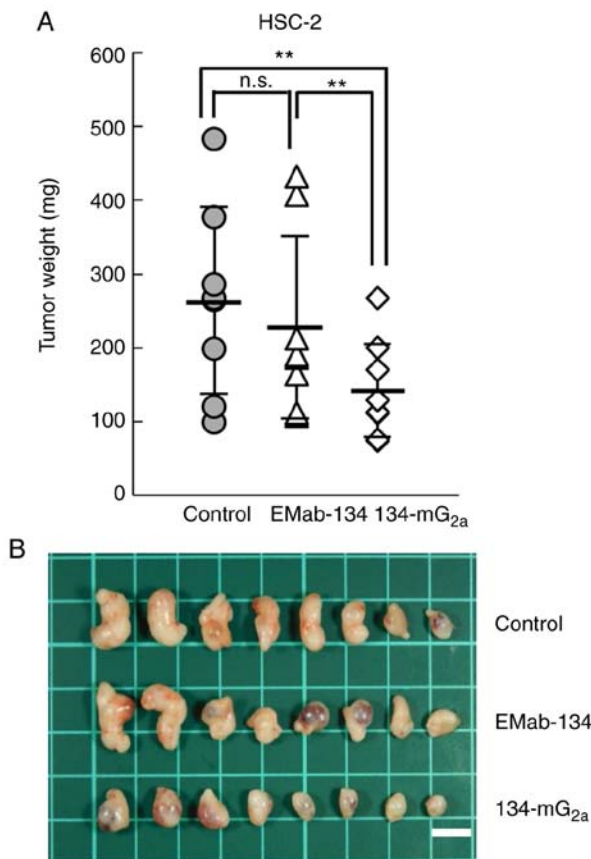 A
HSC-2
**
n.s.
**
600
500
400
300
200
100
0
Tumor weight (mg)
Control EMab-134 134-mG2a
B
Control
EMab-134
134-mG2a